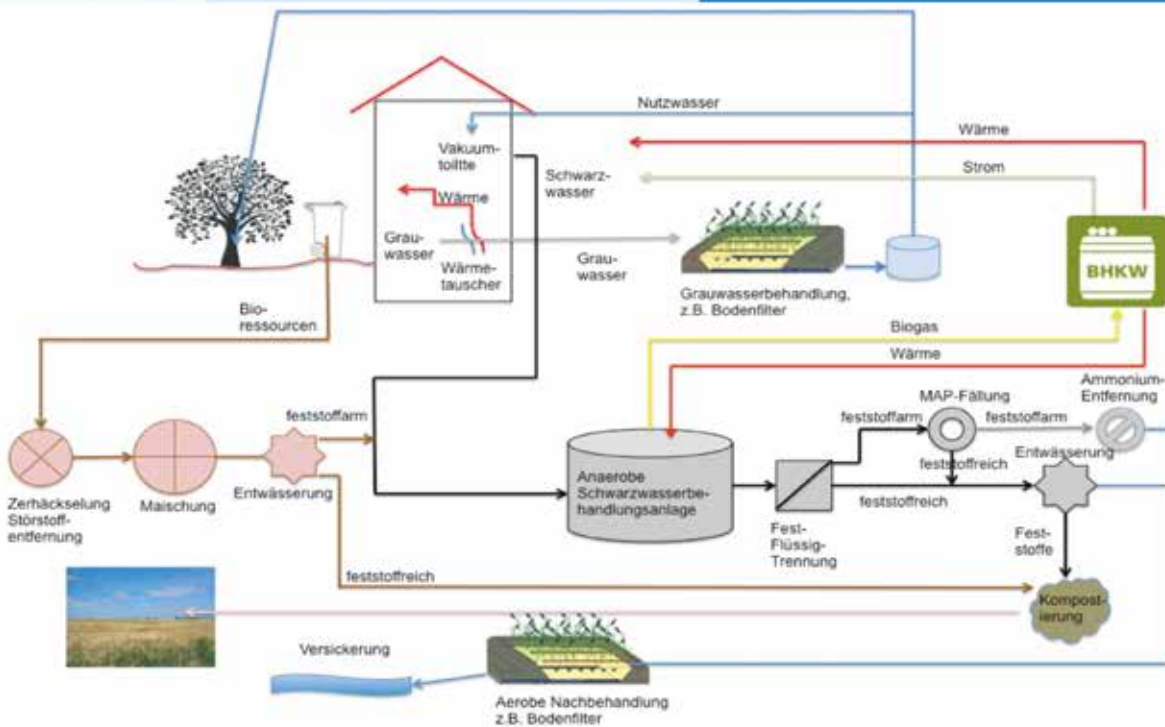 Nutzwasser
Wärme
Vakuum-
toiltte
Schwarz-
wasser
Strom
Wärme
Grau-
wasser
Wärme-
tauscher
Grau-
wasser
Grauwasserbehandlung,
z.B. Bodenfilter
BHKW
Bio-
ressourcen
Biogas
Wärme
feststoffarm
MAP-Fällung
Ammonium-
Entfernung
feststoffarm
feststoffarm
Entwässerung
Zerhäckselung
Störstoff-
entfernung
Maischung
Entwässerung
Anaerobe
Schwarzwasserbe-
handlungsanlage
feststoffreich
feststoffreich
Fest-
Flüssig-
Trennung
Fest-
stoffe
feststoffreich
Kompost-
ierung
Versickerung
Aerobe Nachbehandlung
z.B. Bodenfilter